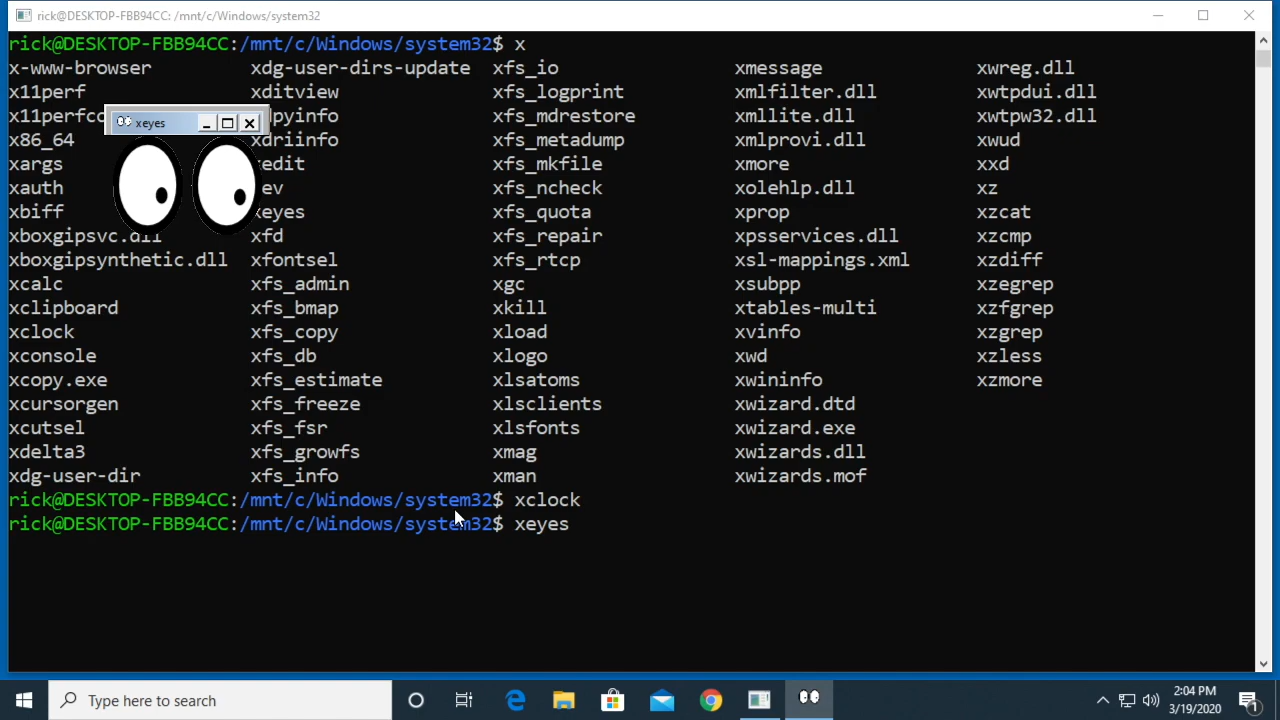 rick@DESKTOP-FBB94CC: /mnt/c/Windows/system32
rick@DESKTOP-FBB94CC:/mnt/c/Windows/system32$ x
x-www-browser xdg-user-dirs-update xfs_io xmessage xwreg.dll
x11perf xditview xfs_logprint xmlfilter.dll xwtpdui.dll
xfs_mdrestore xmllite.dll xwtpw32.dll
xeyes
x86_64 xdriinfo xfs_metadump xmlprovi.dll xwud
xargs xfs_mkfile xmore xxd
xauth xfs_ncheck xolehlp.dll xz
xbiff xeyes xfs_quota xprop xzcat
xboxgipsvc.dll xfd xfs_repair xpsservices.dll xzcmp
xboxgipsynthetic.dll xfontsel xfs_rtcp xsl-mappings.xml xzdiff
xcalc xfs_admin xgc xsubpp xzegrep
xclipboard xfs_bmap xkill xtables-multi xzfgrep
xclock xfs_copy xload xvinfo xzgrep
xconsole xfs_db xlogo xwd xzless
xcopy.exe xfs_estimate xlsatoms xwininfo xzmore
xcursorgen xfs_freeze xlsclients xwizard.dtd
xcutsel xfs_fsr xlsfonts xwizard.exe
xdelta3 xfs_growfs xmag xwizards.dll
xdg-user-dir xfs_info xman xwizards.mof
rick@DESKTOP-FBB94CC:/mnt/c/Windows/system32$ xclock
rick@DESKTOP-FBB94CC:/mnt/c/Windows/system32$ xeyes
Type here to search
2:04 PM
3/19/2020
1